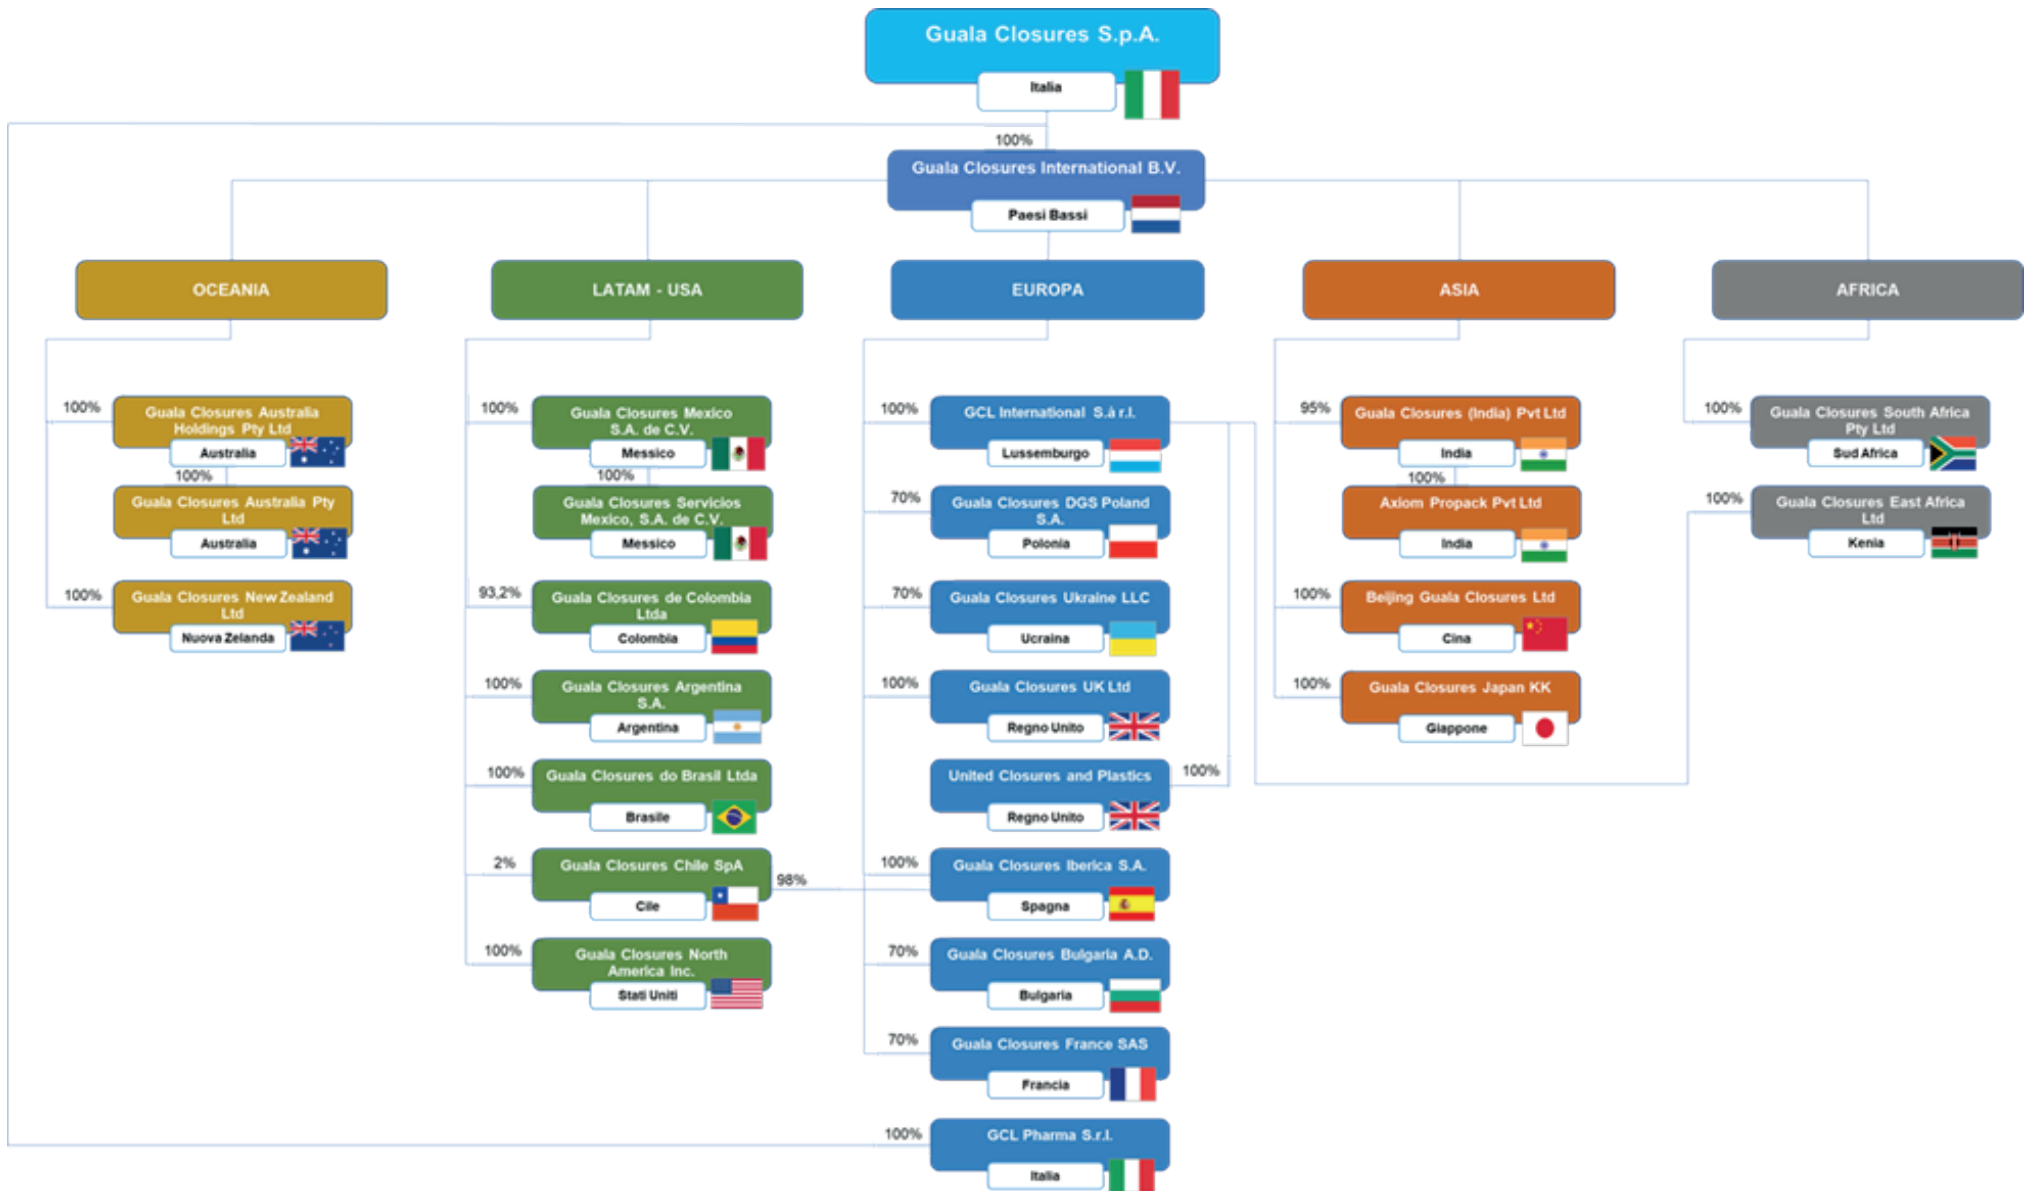 Guala Closures S.p.A.
Italia
100%
Guala Closures International B.V.
Paesi Bassi
OCEANIA
LATAM - USA
EUROPA
ASIA
AFRICA
100%
Guala Closures Australia
Holdings Pty Ltd
Australia
100%
Guala Closures Australia Pty
Ltd
Australia
100%
Guala Closures New Zealand
Ltd
Nuova Zelanda
100%
Guala Closures Mexico
S.A. de C.V.
Messico
100%
Guala Closures Servicios
Mexico, S.A. de C.V.
Messico
93,2%
Guala Closures de Colombia
Ltda
Colombia
100%
Guala Closures Argentina
S.A.
Argentina
100%
Guala Closures do Brasil Ltda
Brasile
2%
Guala Closures Chile SpA
98%
Cile
100%
Guala Closures North
America Inc.
Stati Uniti
100%
GCL International S.à r.l.
Lussemburgo
70%
Guala Closures DGS Poland
S.A.
Polonia
70%
Guala Closures Ukraine LLC
Ucraina
100%
Guala Closures UK Ltd
Regno Unito
United Closures and Plastics
100%
Regno Unito
100%
Guala Closures Iberica S.A.
Spagna
70%
Guala Closures Bulgaria A.D.
Bulgaria
70%
Guala Closures France SAS
Francia
100%
GCL Pharma S.r.l.
Italia
95%
Guala Closures (India) Pvt Ltd
India
100%
Axiom Propack Pvt Ltd
India
100%
Beijing Guala Closures Ltd
Cina
100%
Guala Closures Japan KK
Giappone
100%
Guala Closures South Africa
Pty Ltd
Sud Africa
100%
Guala Closures East Africa
Ltd
Kenia